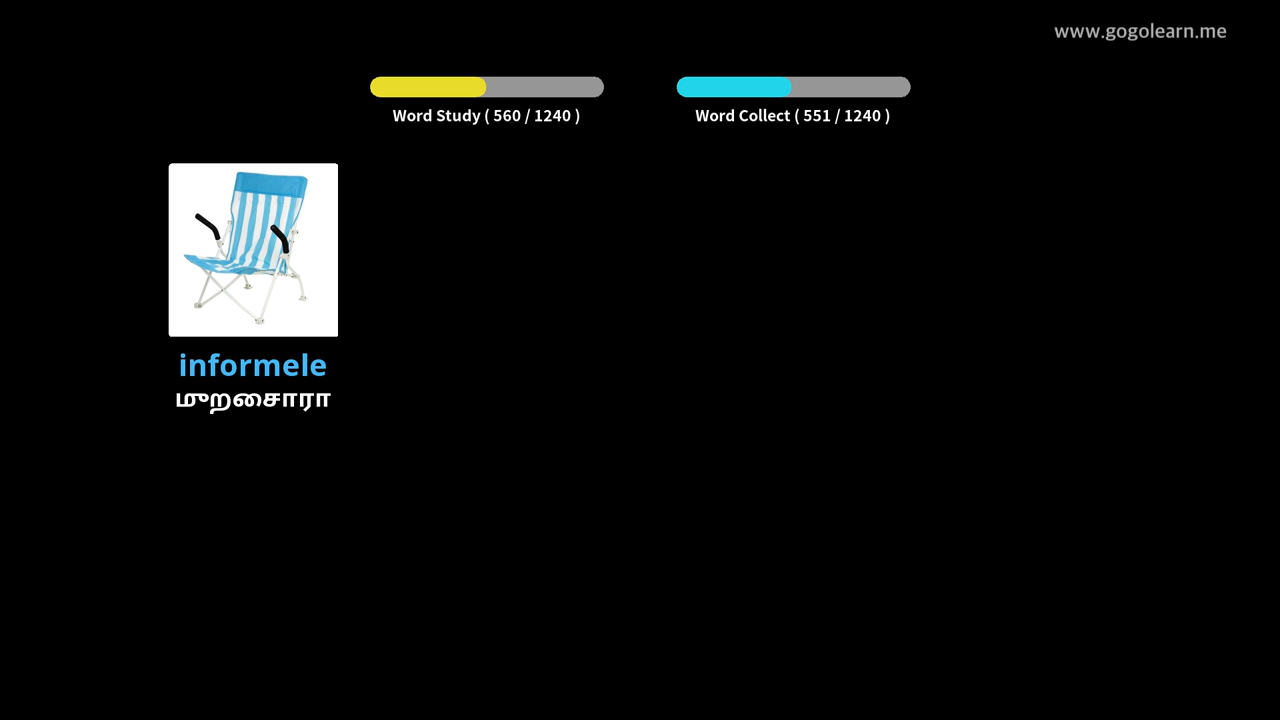 www.gogolearn.me
Word Study ( 560 / 1240 )
Word Collect ( 551 / 1240 )
informele
முறைசாரா